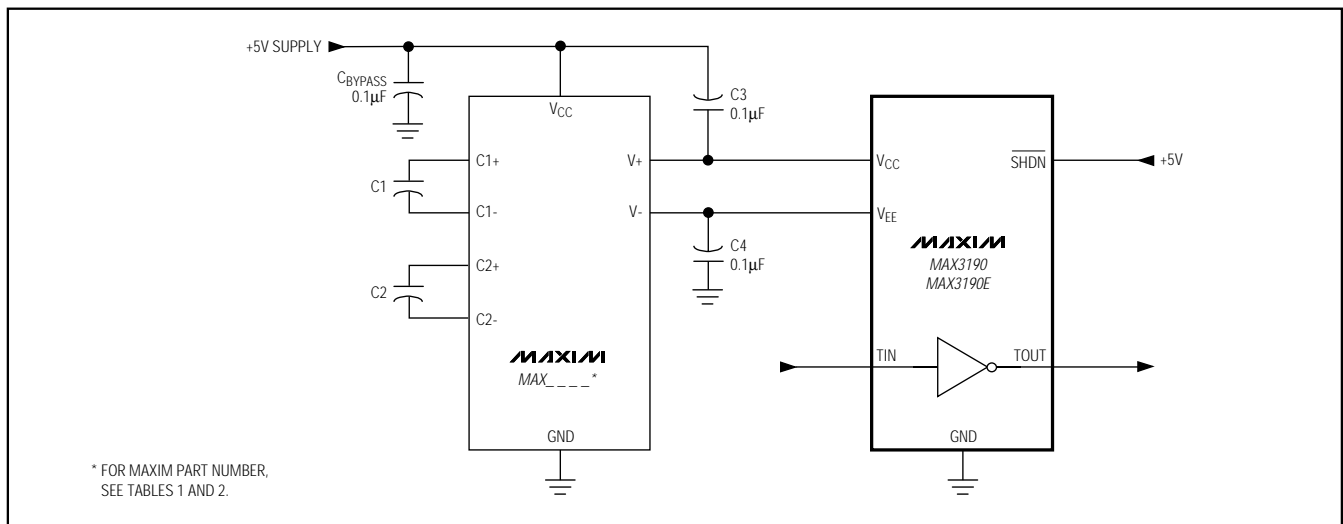 +5V SUPPLY
CBYPASS
0.1µF
VCC
C3
0.1µF
C1+
C1
C1-
V+
V-
C2+
C2
C2-
C4
0.1µF
MAXIM
MAX_ _ _ _*
GND
VCC
SHDN
+5V
VEE
MAXIM
MAX3190
MAX3190E
TIN
TOUT
GND
* FOR MAXIM PART NUMBER,
SEE TABLES 1 AND 2.